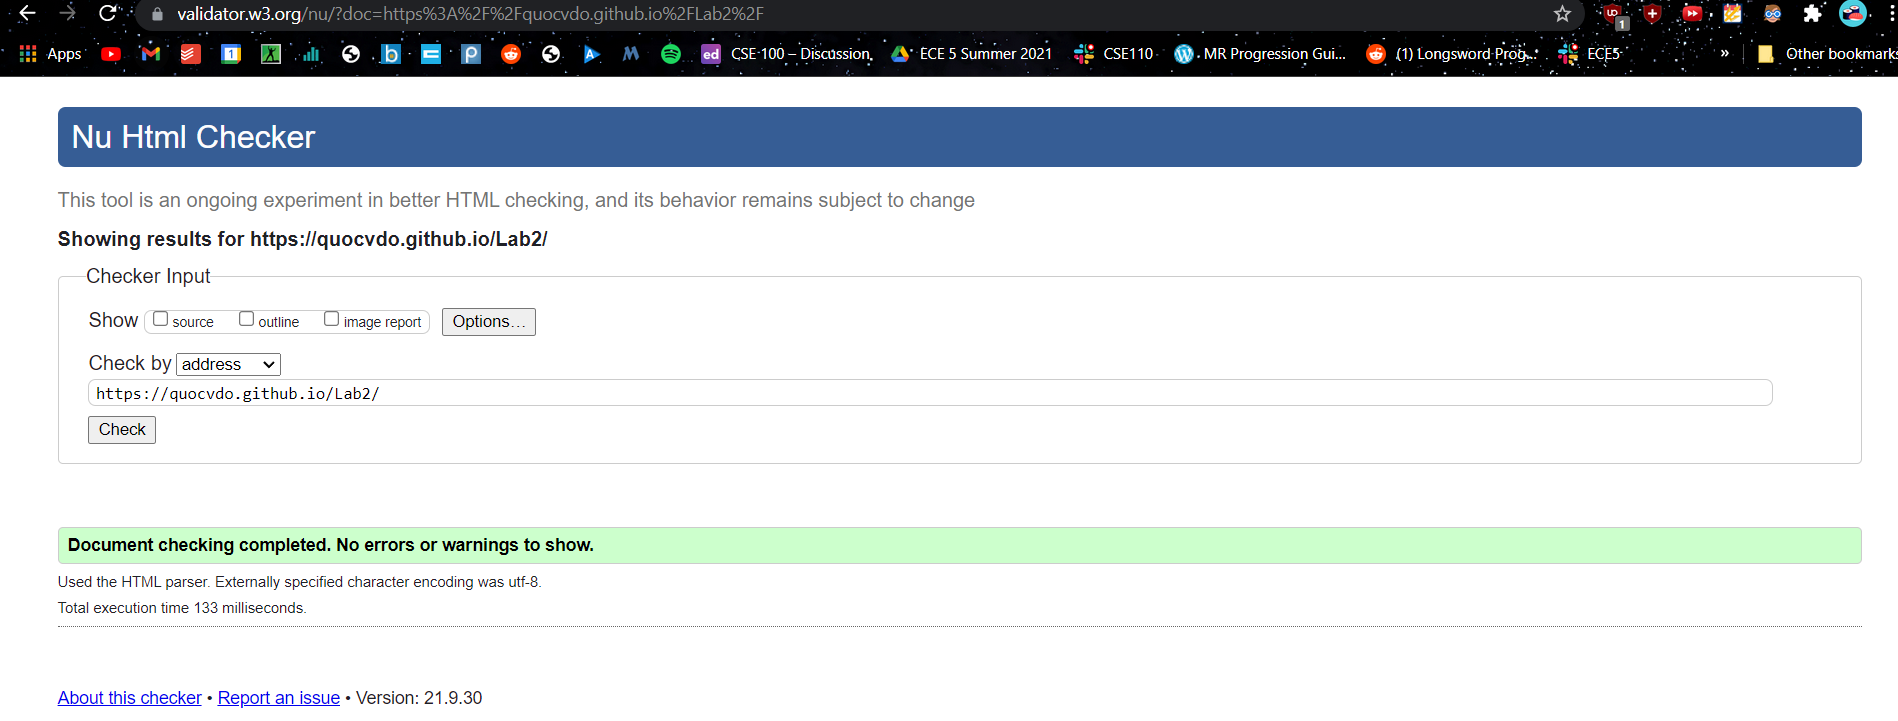 validator.w3.org/nu/?doc=https%3A%2F%2Fquocvdo.github.io%2FLab2%2F
UD
1
Apps
1
b
P
A
ed
CSE 100 – Discussion
ECE 5 Summer 2021
CSE110
MR Progression Gui...
(1) Longsword Prog...
ECE5
»
Other bookmarks
Nu Html Checker
This tool is an ongoing experiment in better HTML checking, and its behavior remains subject to change
Showing results for https://quocvdo.github.io/Lab2/
Checker Input
Show source outline image report Options...
Check by address
https://quocvdo.github.io/Lab2/
Check
Document checking completed. No errors or warnings to show.
Used the HTML parser. Externally specified character encoding was utf-8.
Total execution time 133 milliseconds.
About this checker • Report an issue • Version: 21.9.30